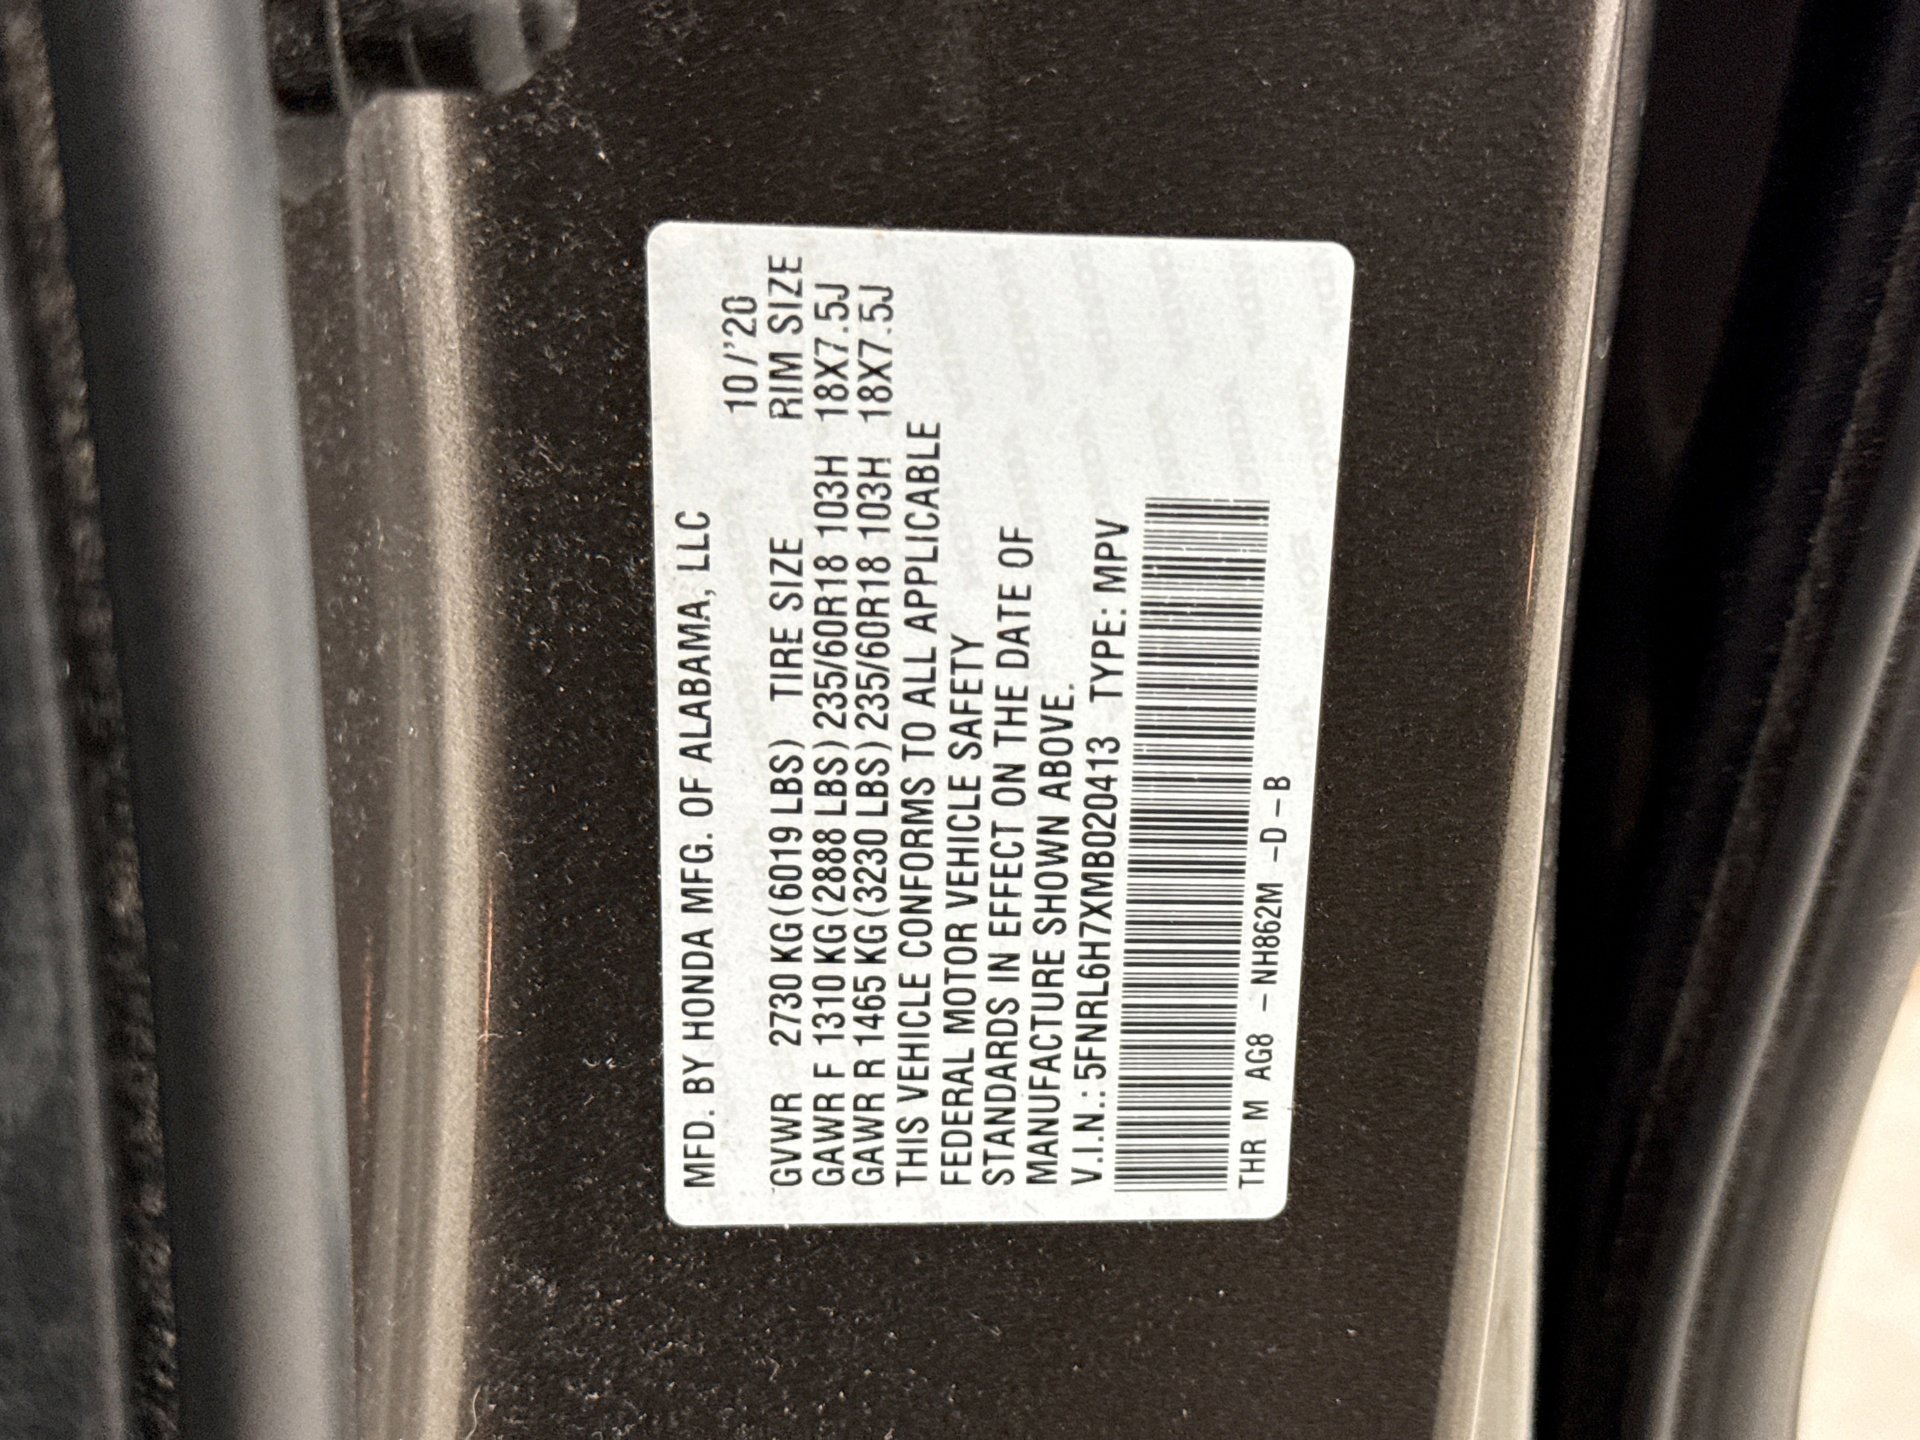 MFD. BY HONDA MFG. OF ALABAMA, LLC
10/'20
GVWR 2730 KG(6019 LBS) TIRE SIZE RIM SIZE
GAWR F 1310 KG(2888 LBS) 235/60R18 103H 18X7.5J
GAWR R 1465 KG(3230 LBS) 235/60R18 103H 18X7.5J
THIS VEHICLE CONFORMS TO ALL APPLICABLE
FEDERAL MOTOR VEHICLE SAFETY
STANDARDS IN EFFECT ON THE DATE OF
MANUFACTURE SHOWN ABOVE.
V.I.N.: 5FNRL6H7XMB020413 TYPE: MPV
THR M AG8 -NH862M -D-B